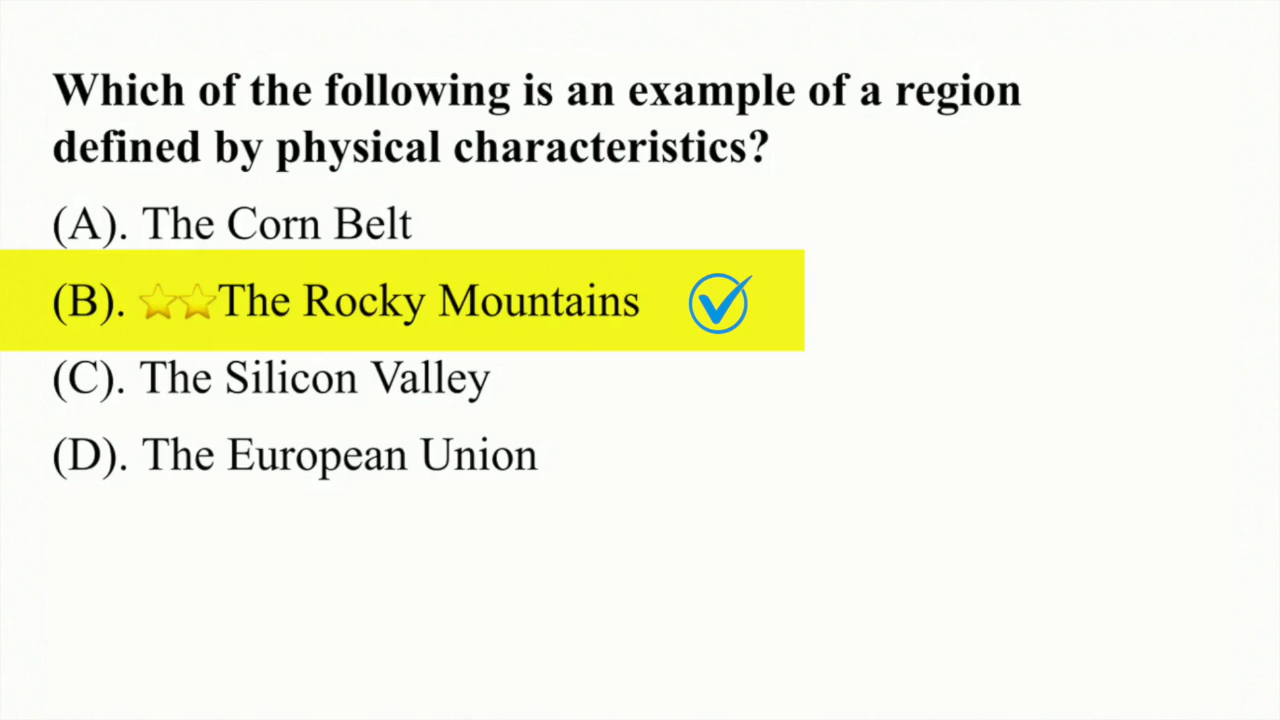 Which of the following is an example of a region
defined by physical characteristics?
(A). The Corn Belt
(B). ⭐⭐The Rocky Mountains
(C). The Silicon Valley
(D). The European Union